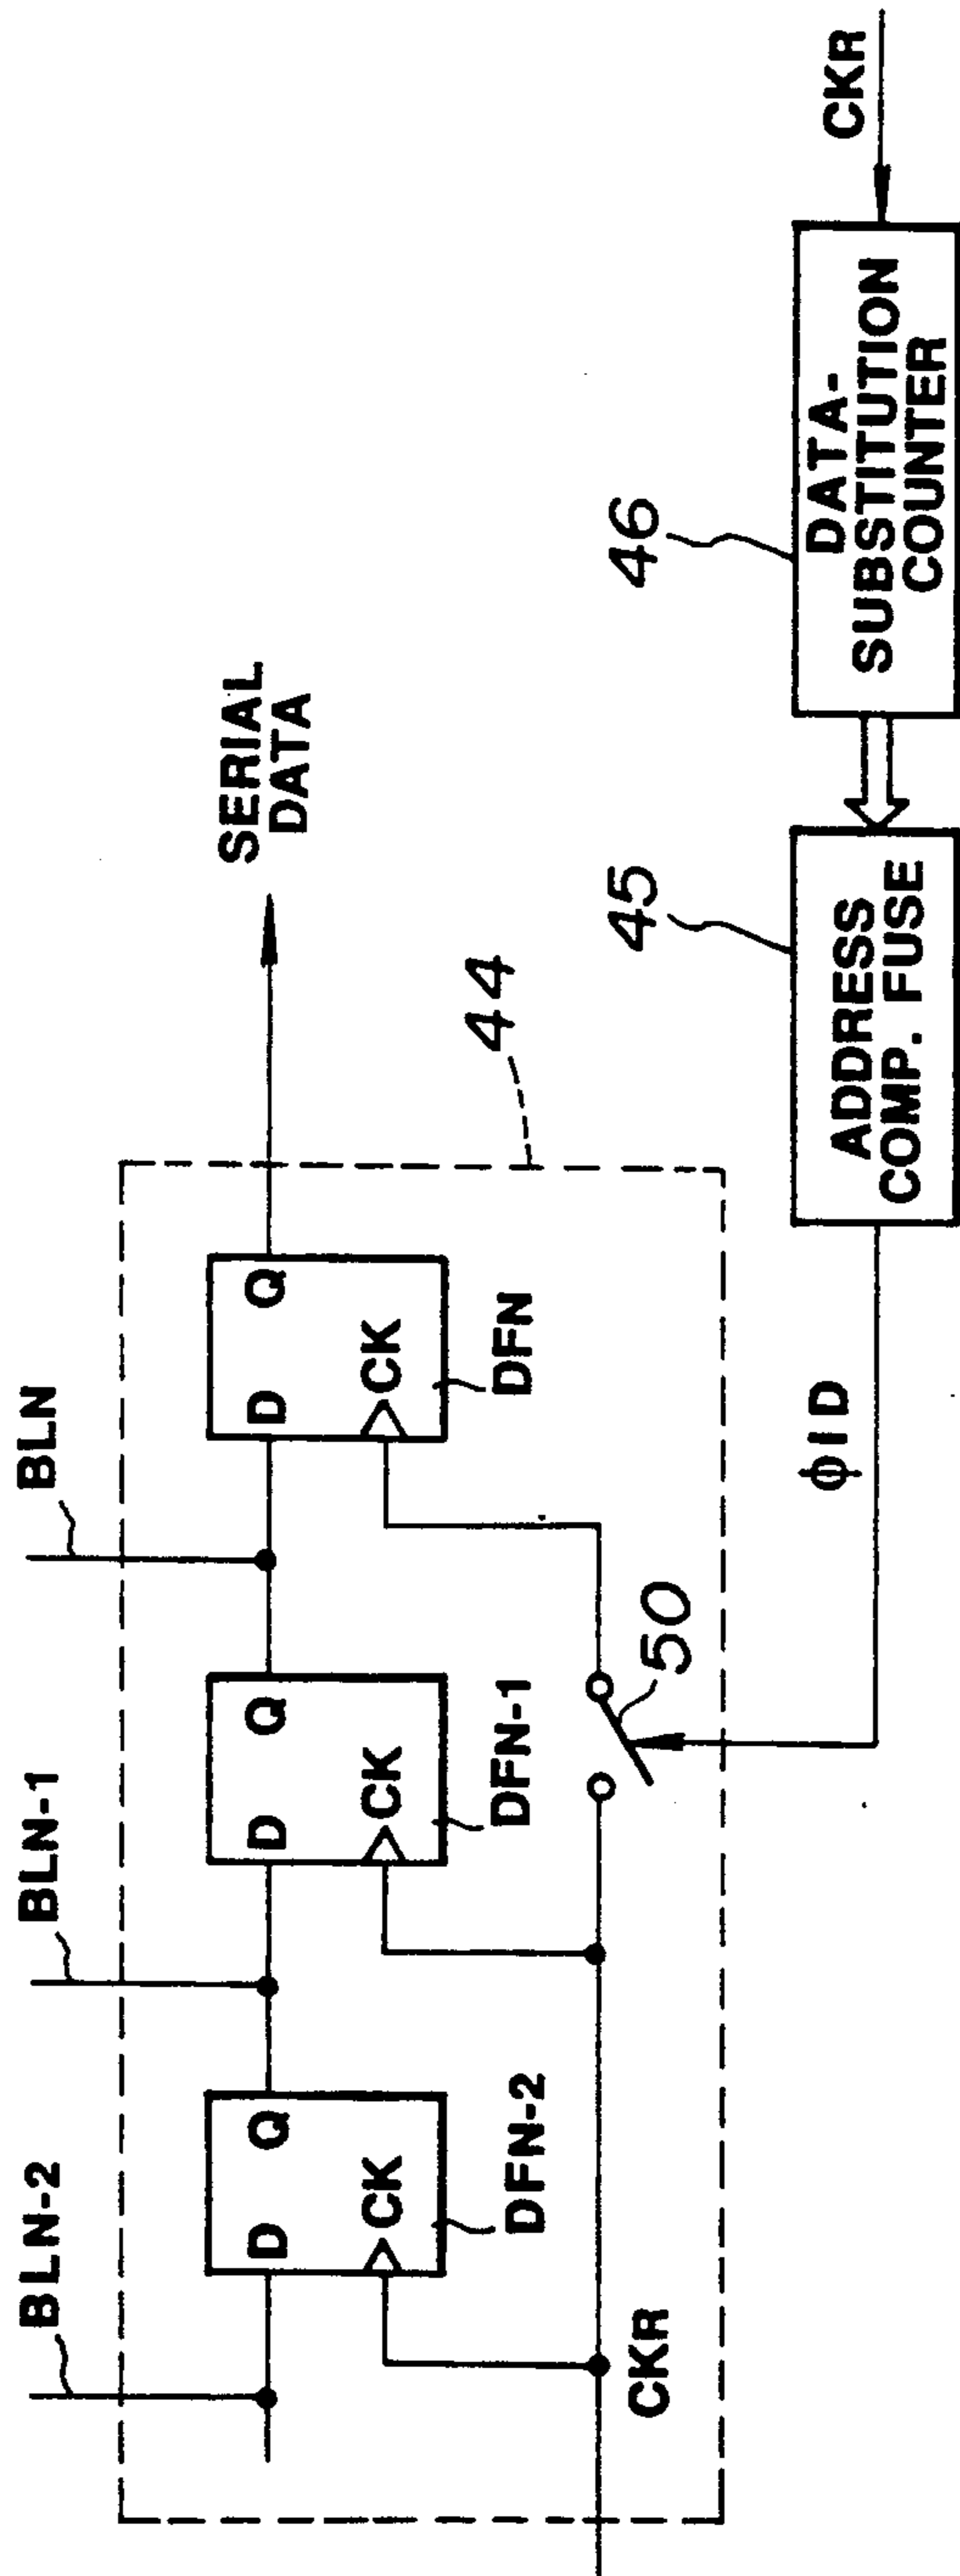 BLN-2
BLN-1
BLN
D
Q
CK
DFN-2
D
Q
CK
DFN-1
D
Q
CK
DFN
SERIAL
DATA
44
CKR
50
φID
45
ADDRESS
COMP. FUSE
46
DATA-
SUBSTITUTION
COUNTER
CKR